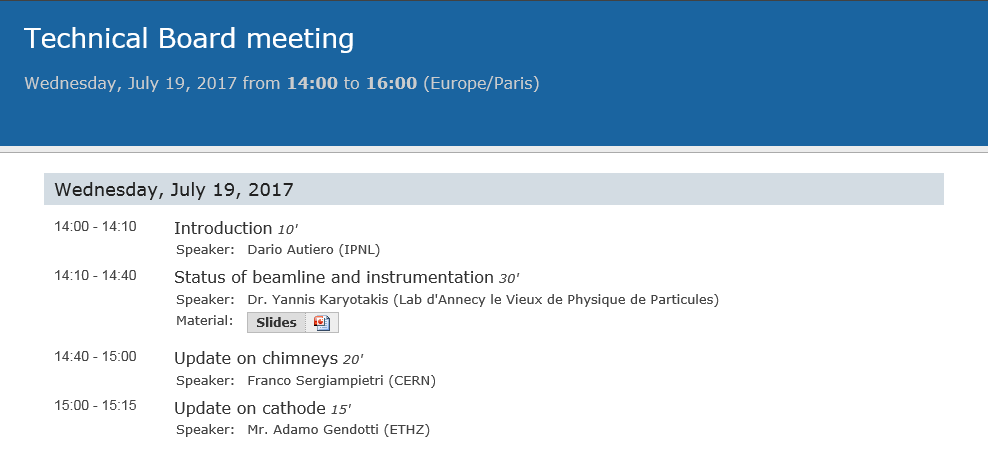 Technical Board meeting
Wednesday, July 19, 2017 from 14:00 to 16:00 (Europe/Paris)
Wednesday, July 19, 2017
14:00 - 14:10 Introduction 10'
Speaker: Dario Autiero (IPNL)
14:10 - 14:40 Status of beamline and instrumentation 30'
Speaker: Dr. Yannis Karyotakis (Lab d'Annecy le Vieux de Physique de Particules)
Material: Slides
14:40 - 15:00 Update on chimneys 20'
Speaker: Franco Sergiampietri (CERN)
15:00 - 15:15 Update on cathode 15'
Speaker: Mr. Adamo Gendotti (ETHZ)